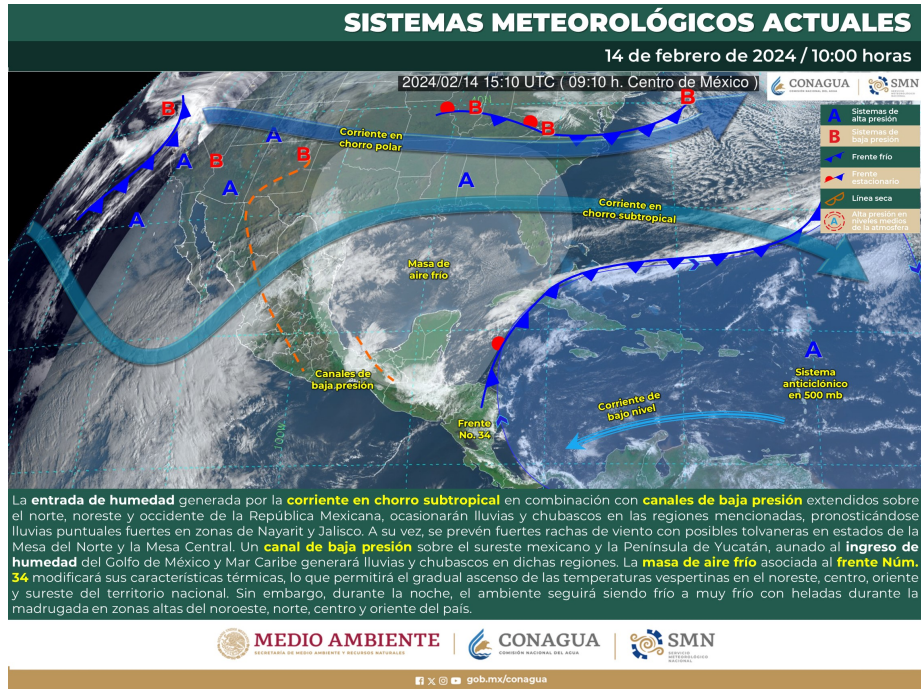 SISTEMAS METEOROLÓGICOS ACTUALES
14 de febrero de 2024 / 10:00 horas
2024/02/14 15:10 UTC ( 09:10 h. Centro de México )
CONAGUA
COMISIÓN NACIONAL DEL AGUA
SMN
SERVICIO
METEOROLÓGICO
NACIONAL
A Sistemas de
alta presión
B Sistemas de
baja presión
Frente frío
Frente
estacionario
Línea seca
A Alta presión en
niveles medios
de la atmosfera
B
B
B
B
Corriente en
chorro polar
A
A
B
B
A
A
A
Corriente en
chorro subtropical
Masa de
aire frío
A
Canales de
baja presión
Sistema
anticiclónico
en 500 mb
Corriente de
bajo nivel
Frente
No. 34
100W
La entrada de humedad generada por la corriente en chorro subtropical en combinación con canales de baja presión extendidos sobre
el norte, noreste y occidente de la República Mexicana, ocasionarán lluvias y chubascos en las regiones mencionadas, pronosticándose
lluvias puntuales fuertes en zonas de Nayarit y Jalisco. A su vez, se prevén fuertes rachas de viento con posibles tolvaneras en estados de la
Mesa del Norte y la Mesa Central. Un canal de baja presión sobre el sureste mexicano y la Península de Yucatán, aunado al ingreso de
humedad del Golfo de México y Mar Caribe generará lluvias y chubascos en dichas regiones. La masa de aire frío asociada al frente Núm.
34 modificará sus características térmicas, lo que permitirá el gradual ascenso de las temperaturas vespertinas en el noreste, centro, oriente
y sureste del territorio nacional. Sin embargo, durante la noche, el ambiente seguirá siendo frío a muy frío con heladas durante la
madrugada en zonas altas del noroeste, norte, centro y oriente del país.
MEDIO AMBIENTE
SECRETARÍA DE MEDIO AMBIENTE Y RECURSOS NATURALES
CONAGUA
COMISIÓN NACIONAL DEL AGUA
SMN
SERVICIO
METEOROLÓGICO
NACIONAL
gob.mx/conagua